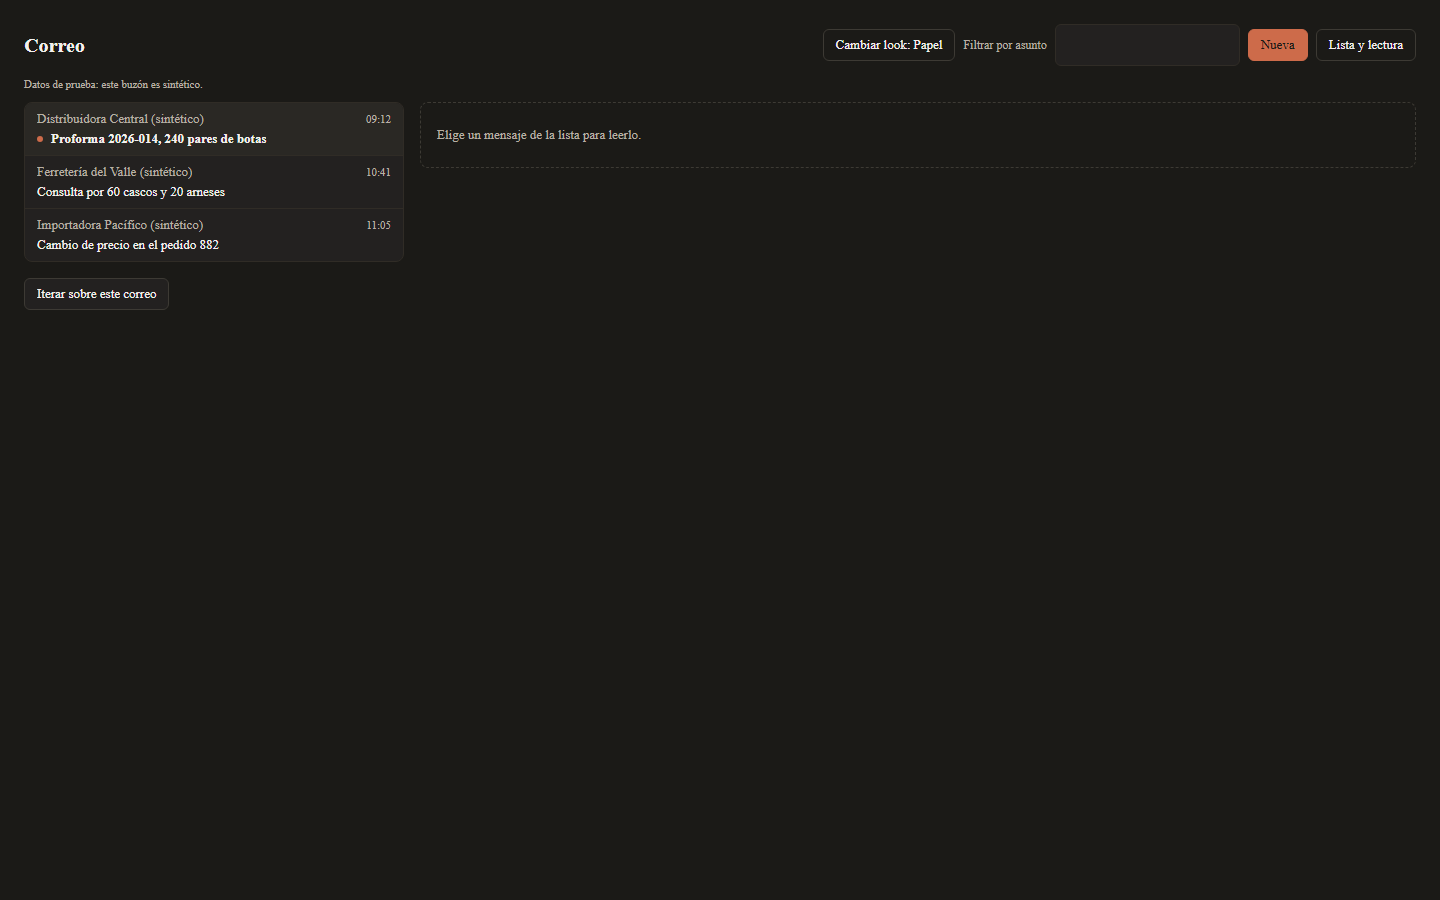 Correo
Cambiar look: Papel
Filtrar por asunto
Nueva
Lista y lectura
Datos de prueba: este buzón es sintético.
Distribuidora Central (sintético) 09:12
Proforma 2026-014, 240 pares de botas
Ferretería del Valle (sintético) 10:41
Consulta por 60 cascos y 20 arneses
Importadora Pacífico (sintético) 11:05
Cambio de precio en el pedido 882
Iterar sobre este correo
Elige un mensaje de la lista para leerlo.